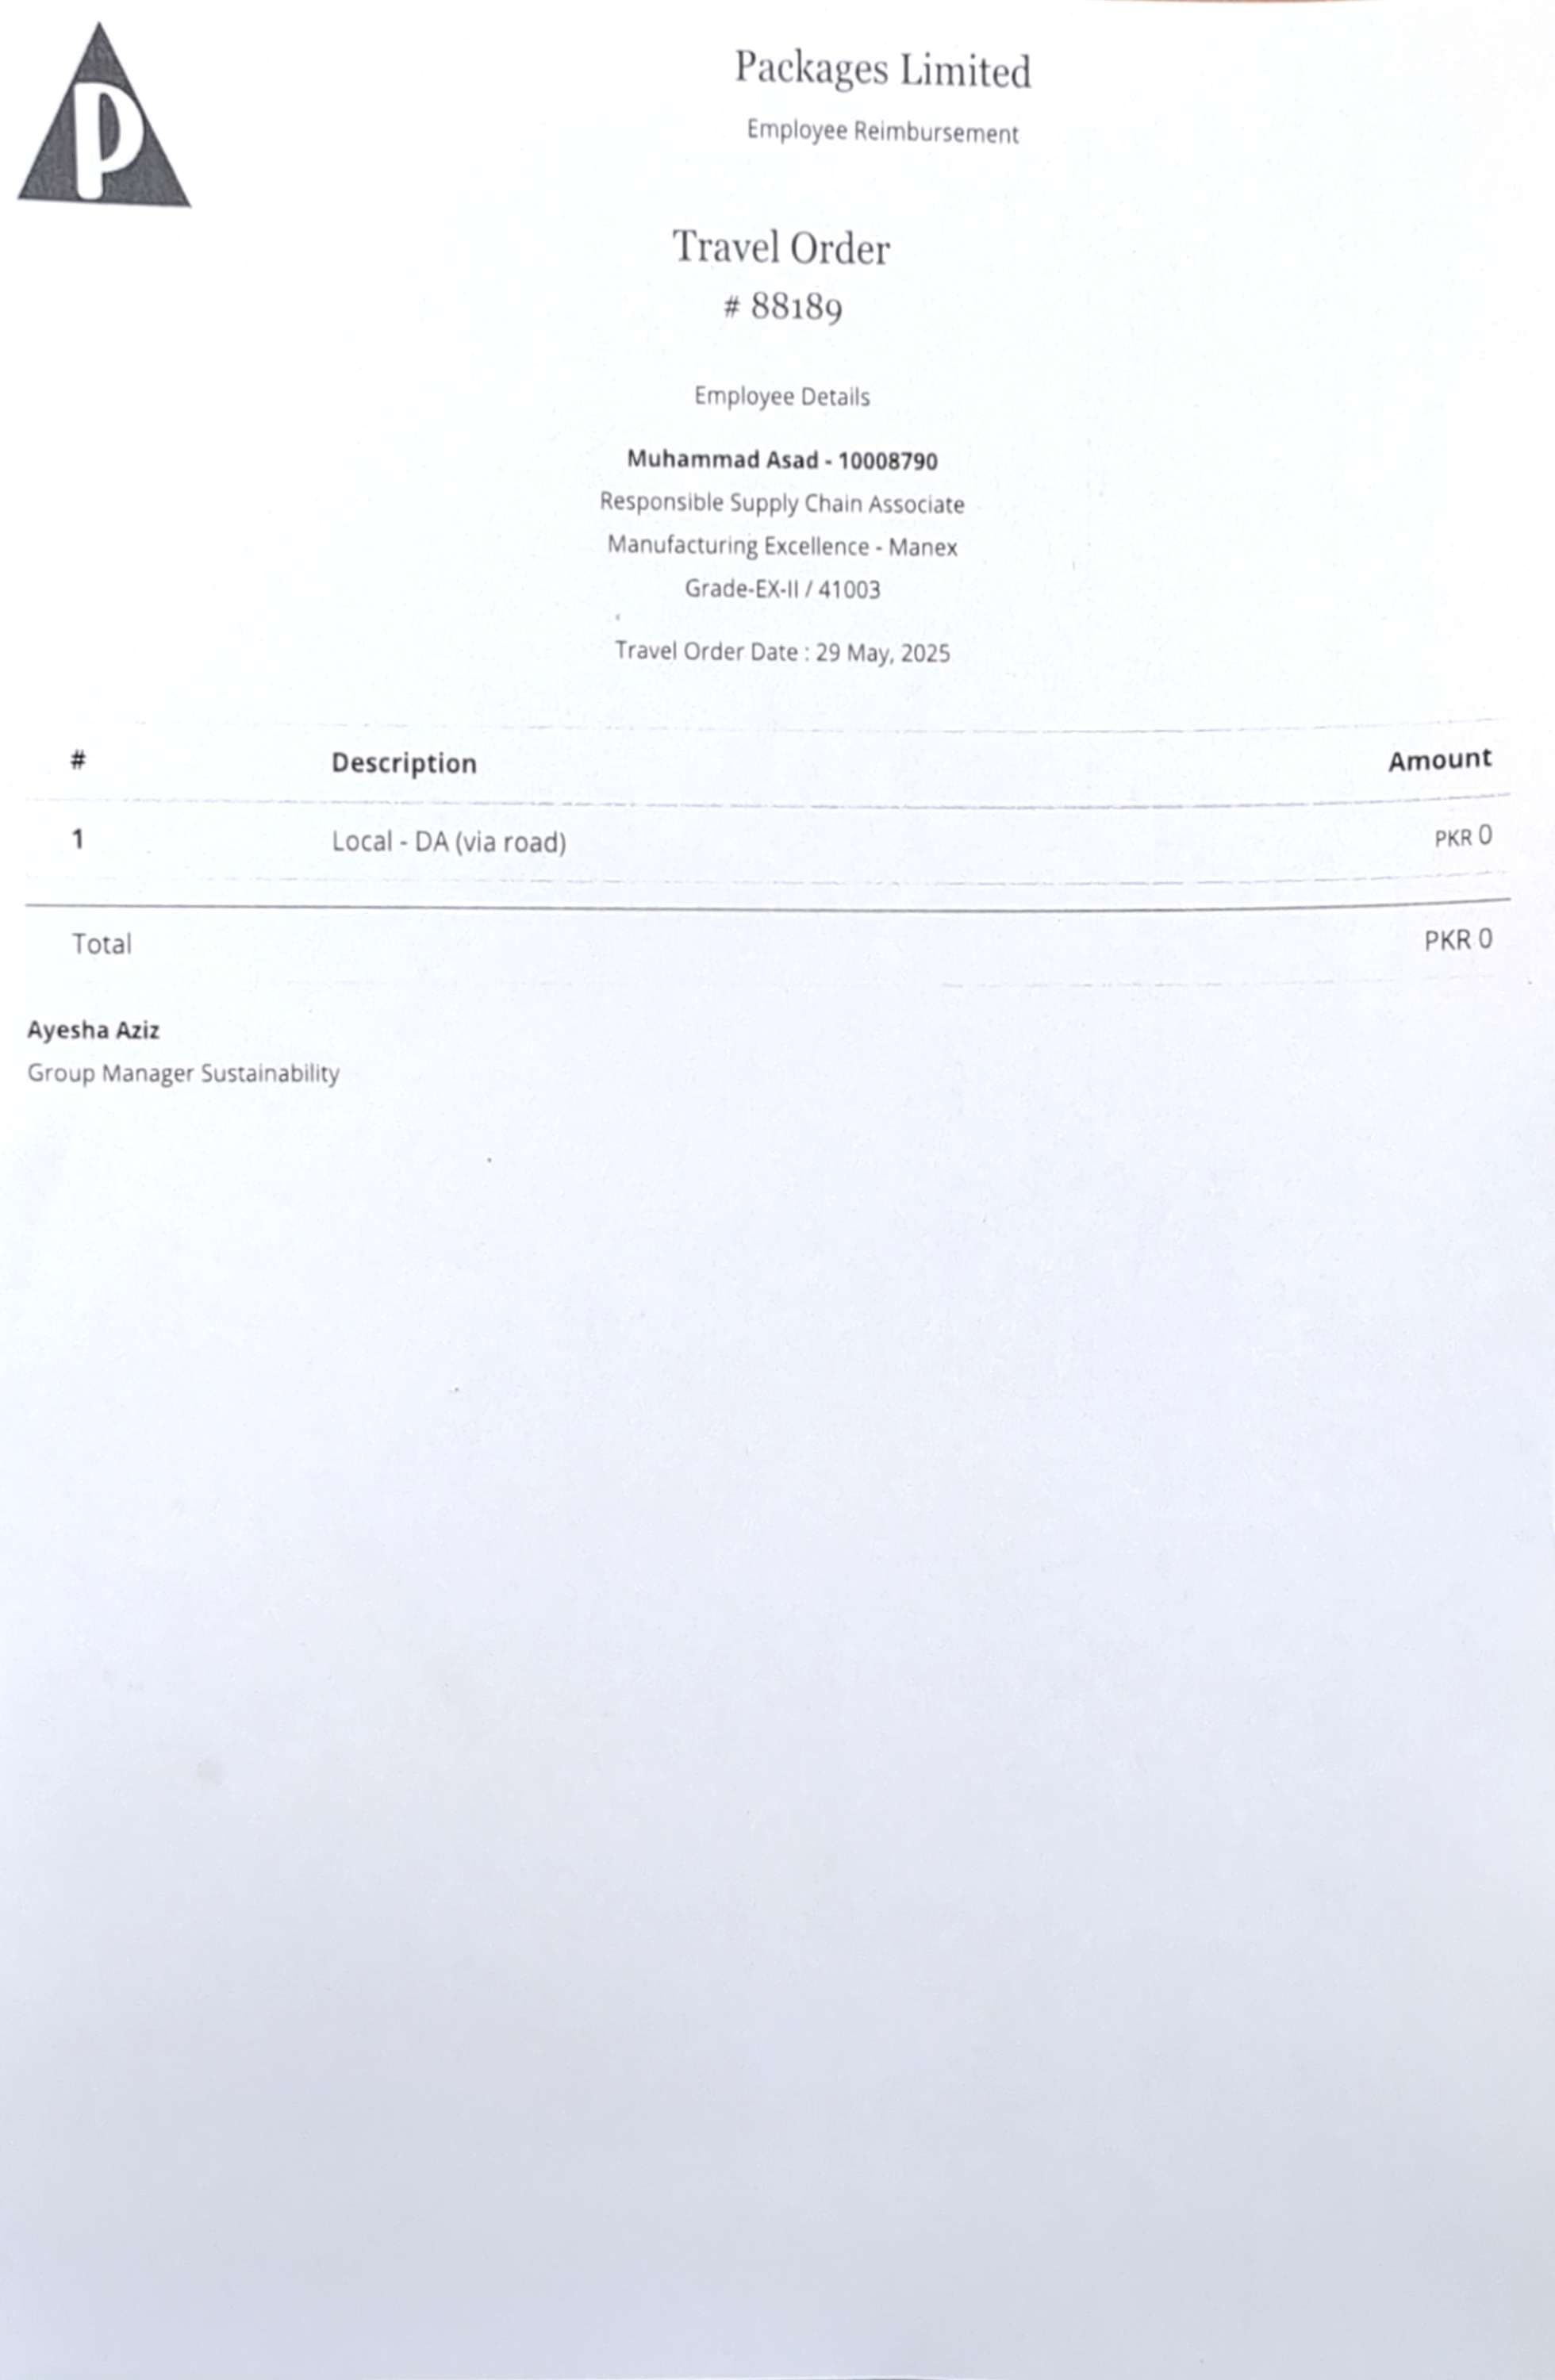 P
Packages Limited
Employee Reimbursement
Travel Order
# 88189
Employee Details
Muhammad Asad - 10008790
Responsible Supply Chain Associate
Manufacturing Excellence - Manex
Grade-EX-II / 41003
Travel Order Date : 29 May, 2025
# Description Amount
1 Local - DA (via road) PKR 0
Total PKR 0
Ayesha Aziz
Group Manager Sustainability